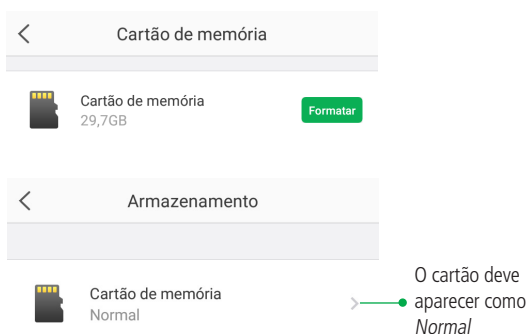 Cartão de memória
Cartão de memória
29,7GB
Formatar
Armazenamento
Cartão de memória
Normal
O cartão deve
aparecer como
Normal